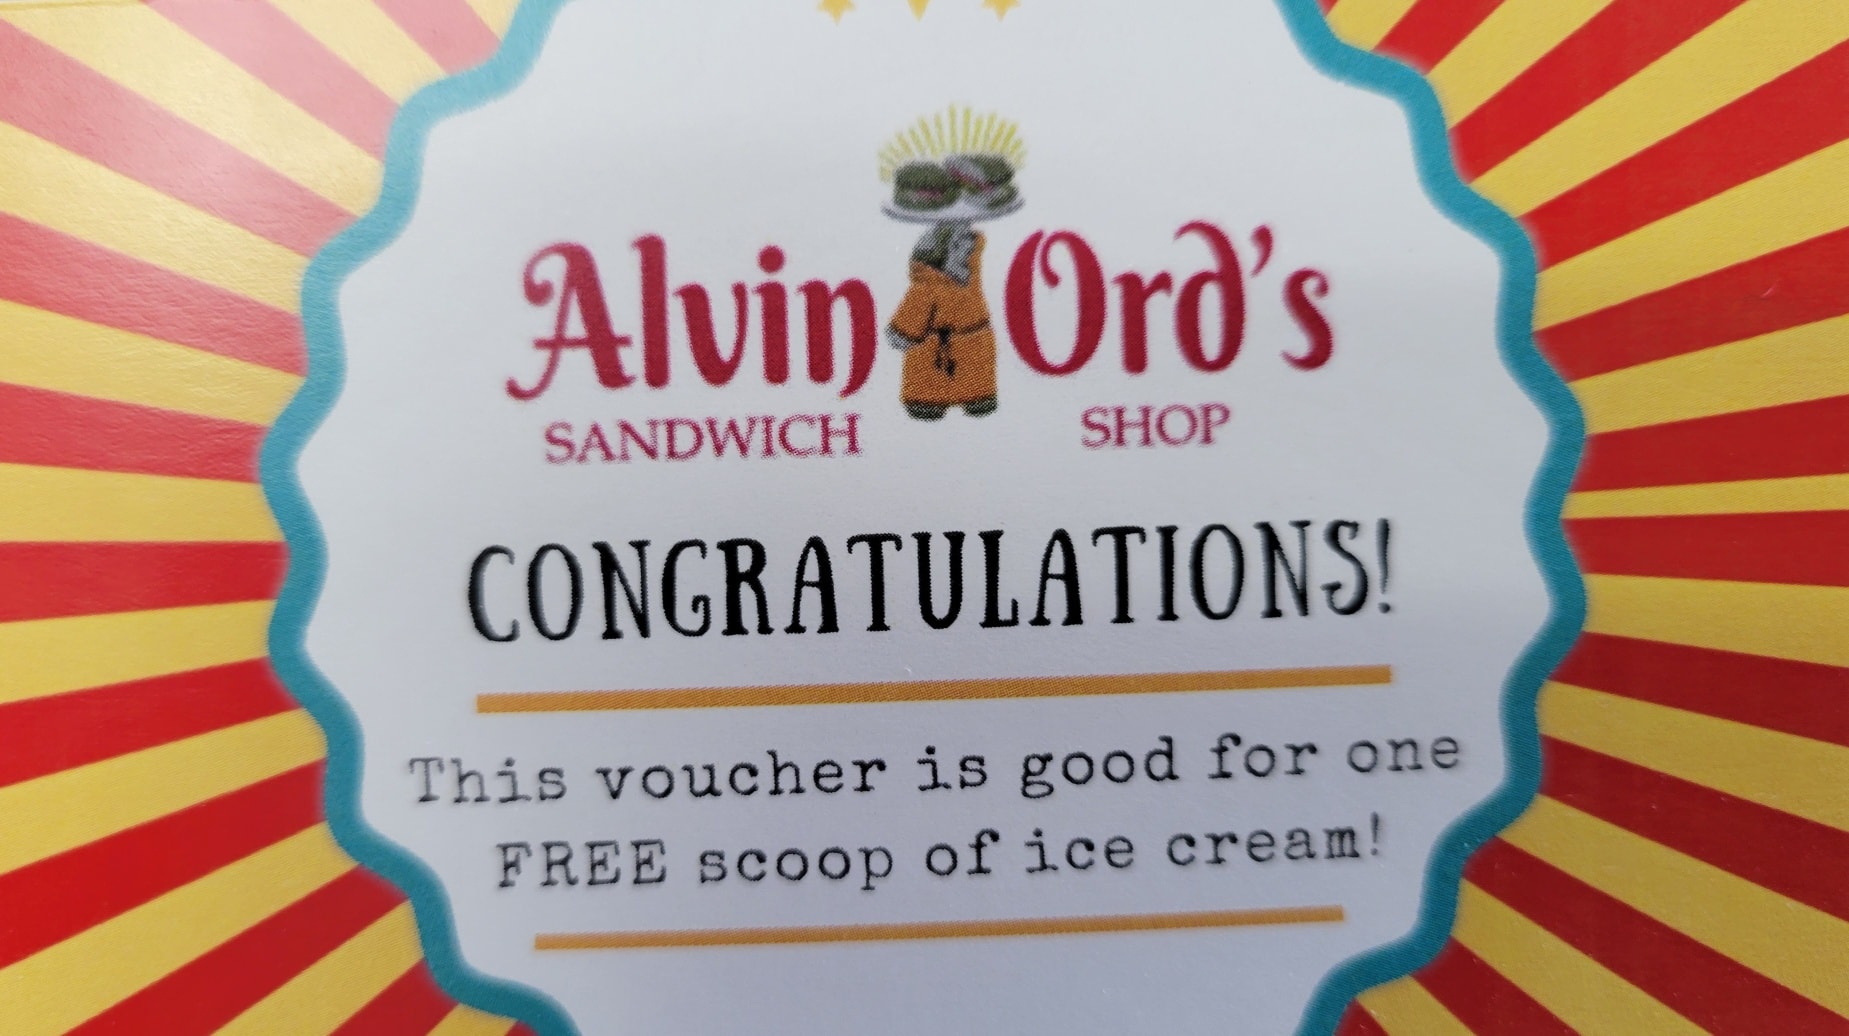 Alvin Ord's
SANDWICH SHOP
CONGRATULATIONS!
This voucher is good for one
FREE scoop of ice cream!